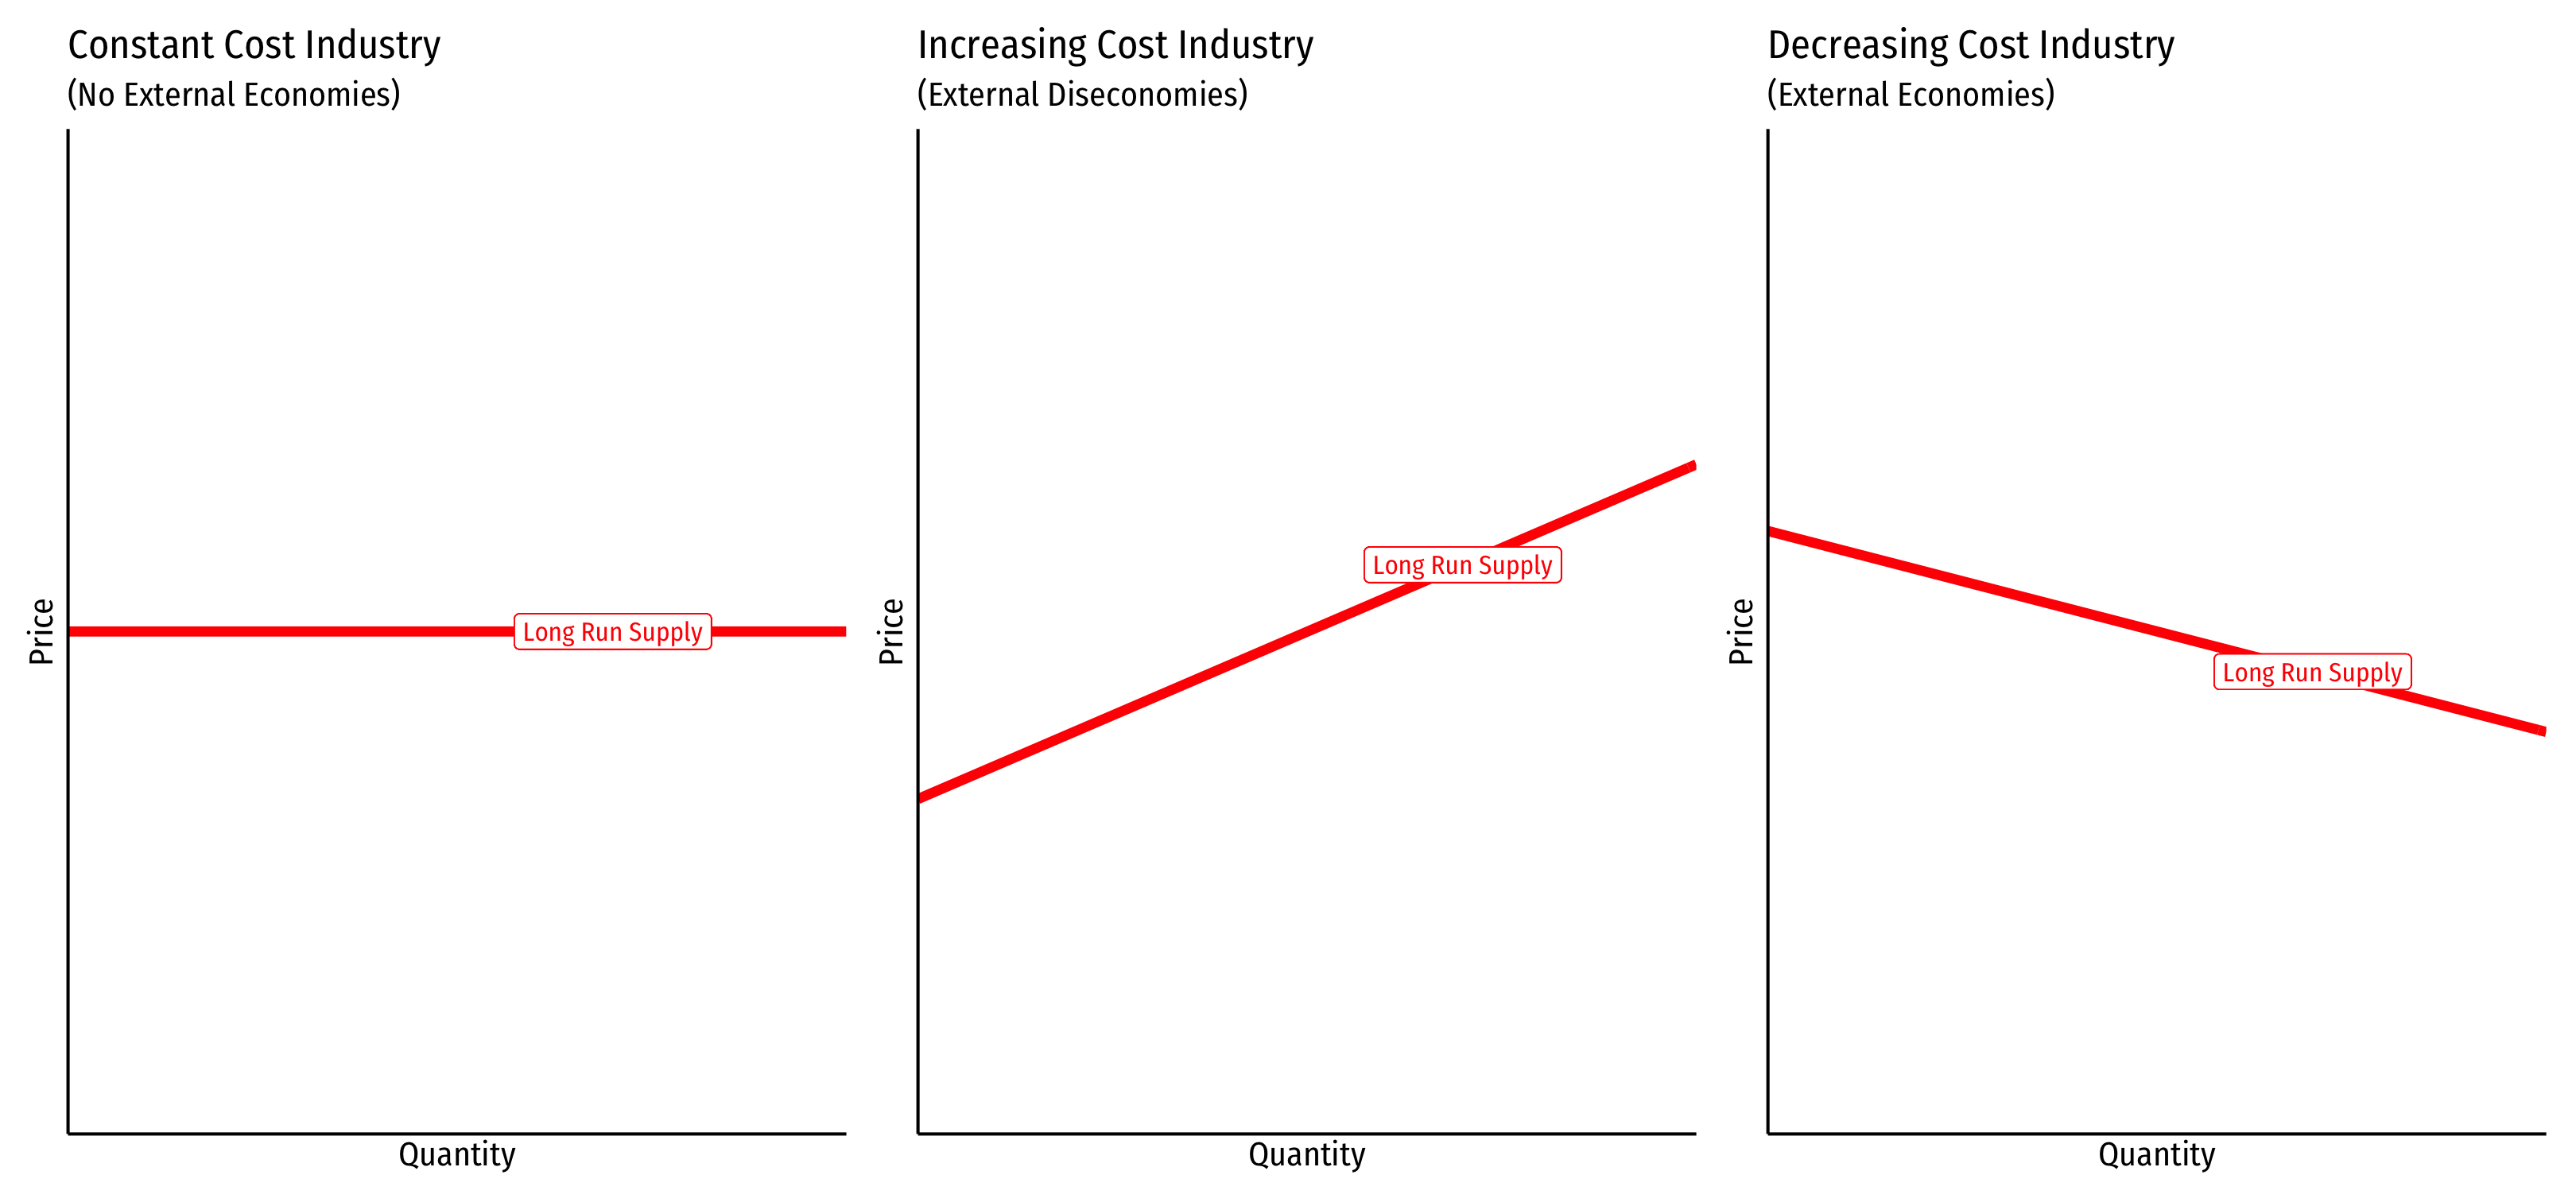 Constant Cost Industry
(No External Economies)
Price
Long Run Supply
Quantity
Increasing Cost Industry
(External Diseconomies)
Price
Long Run Supply
Quantity
Decreasing Cost Industry
(External Economies)
Price
Long Run Supply
Quantity